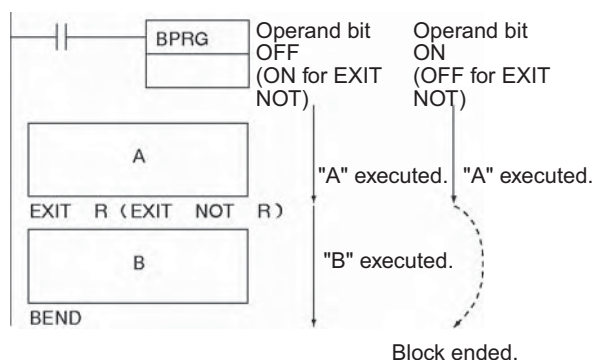 BPRG
Operand bit
OFF
(ON for EXIT
NOT)
Operand bit
ON
(OFF for EXIT
NOT)
A
"A" executed.
"A" executed.
EXIT R (EXIT NOT R)
B
"B" executed.
BEND
Block ended.